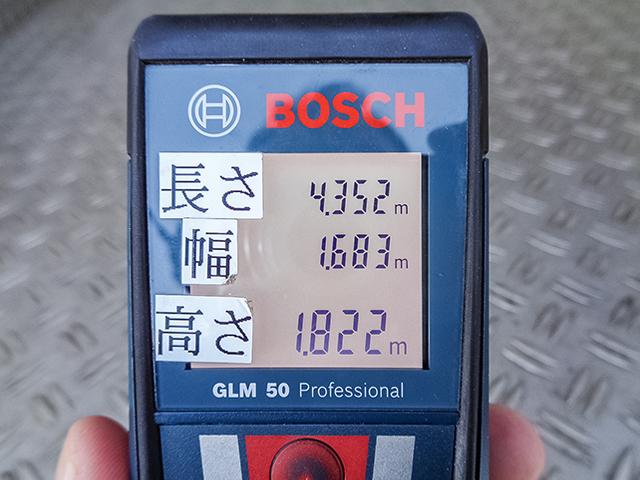 BOSCH
長さ 4.352 m
幅 1.683 m
高さ 1.822 m
GLM 50 Professional